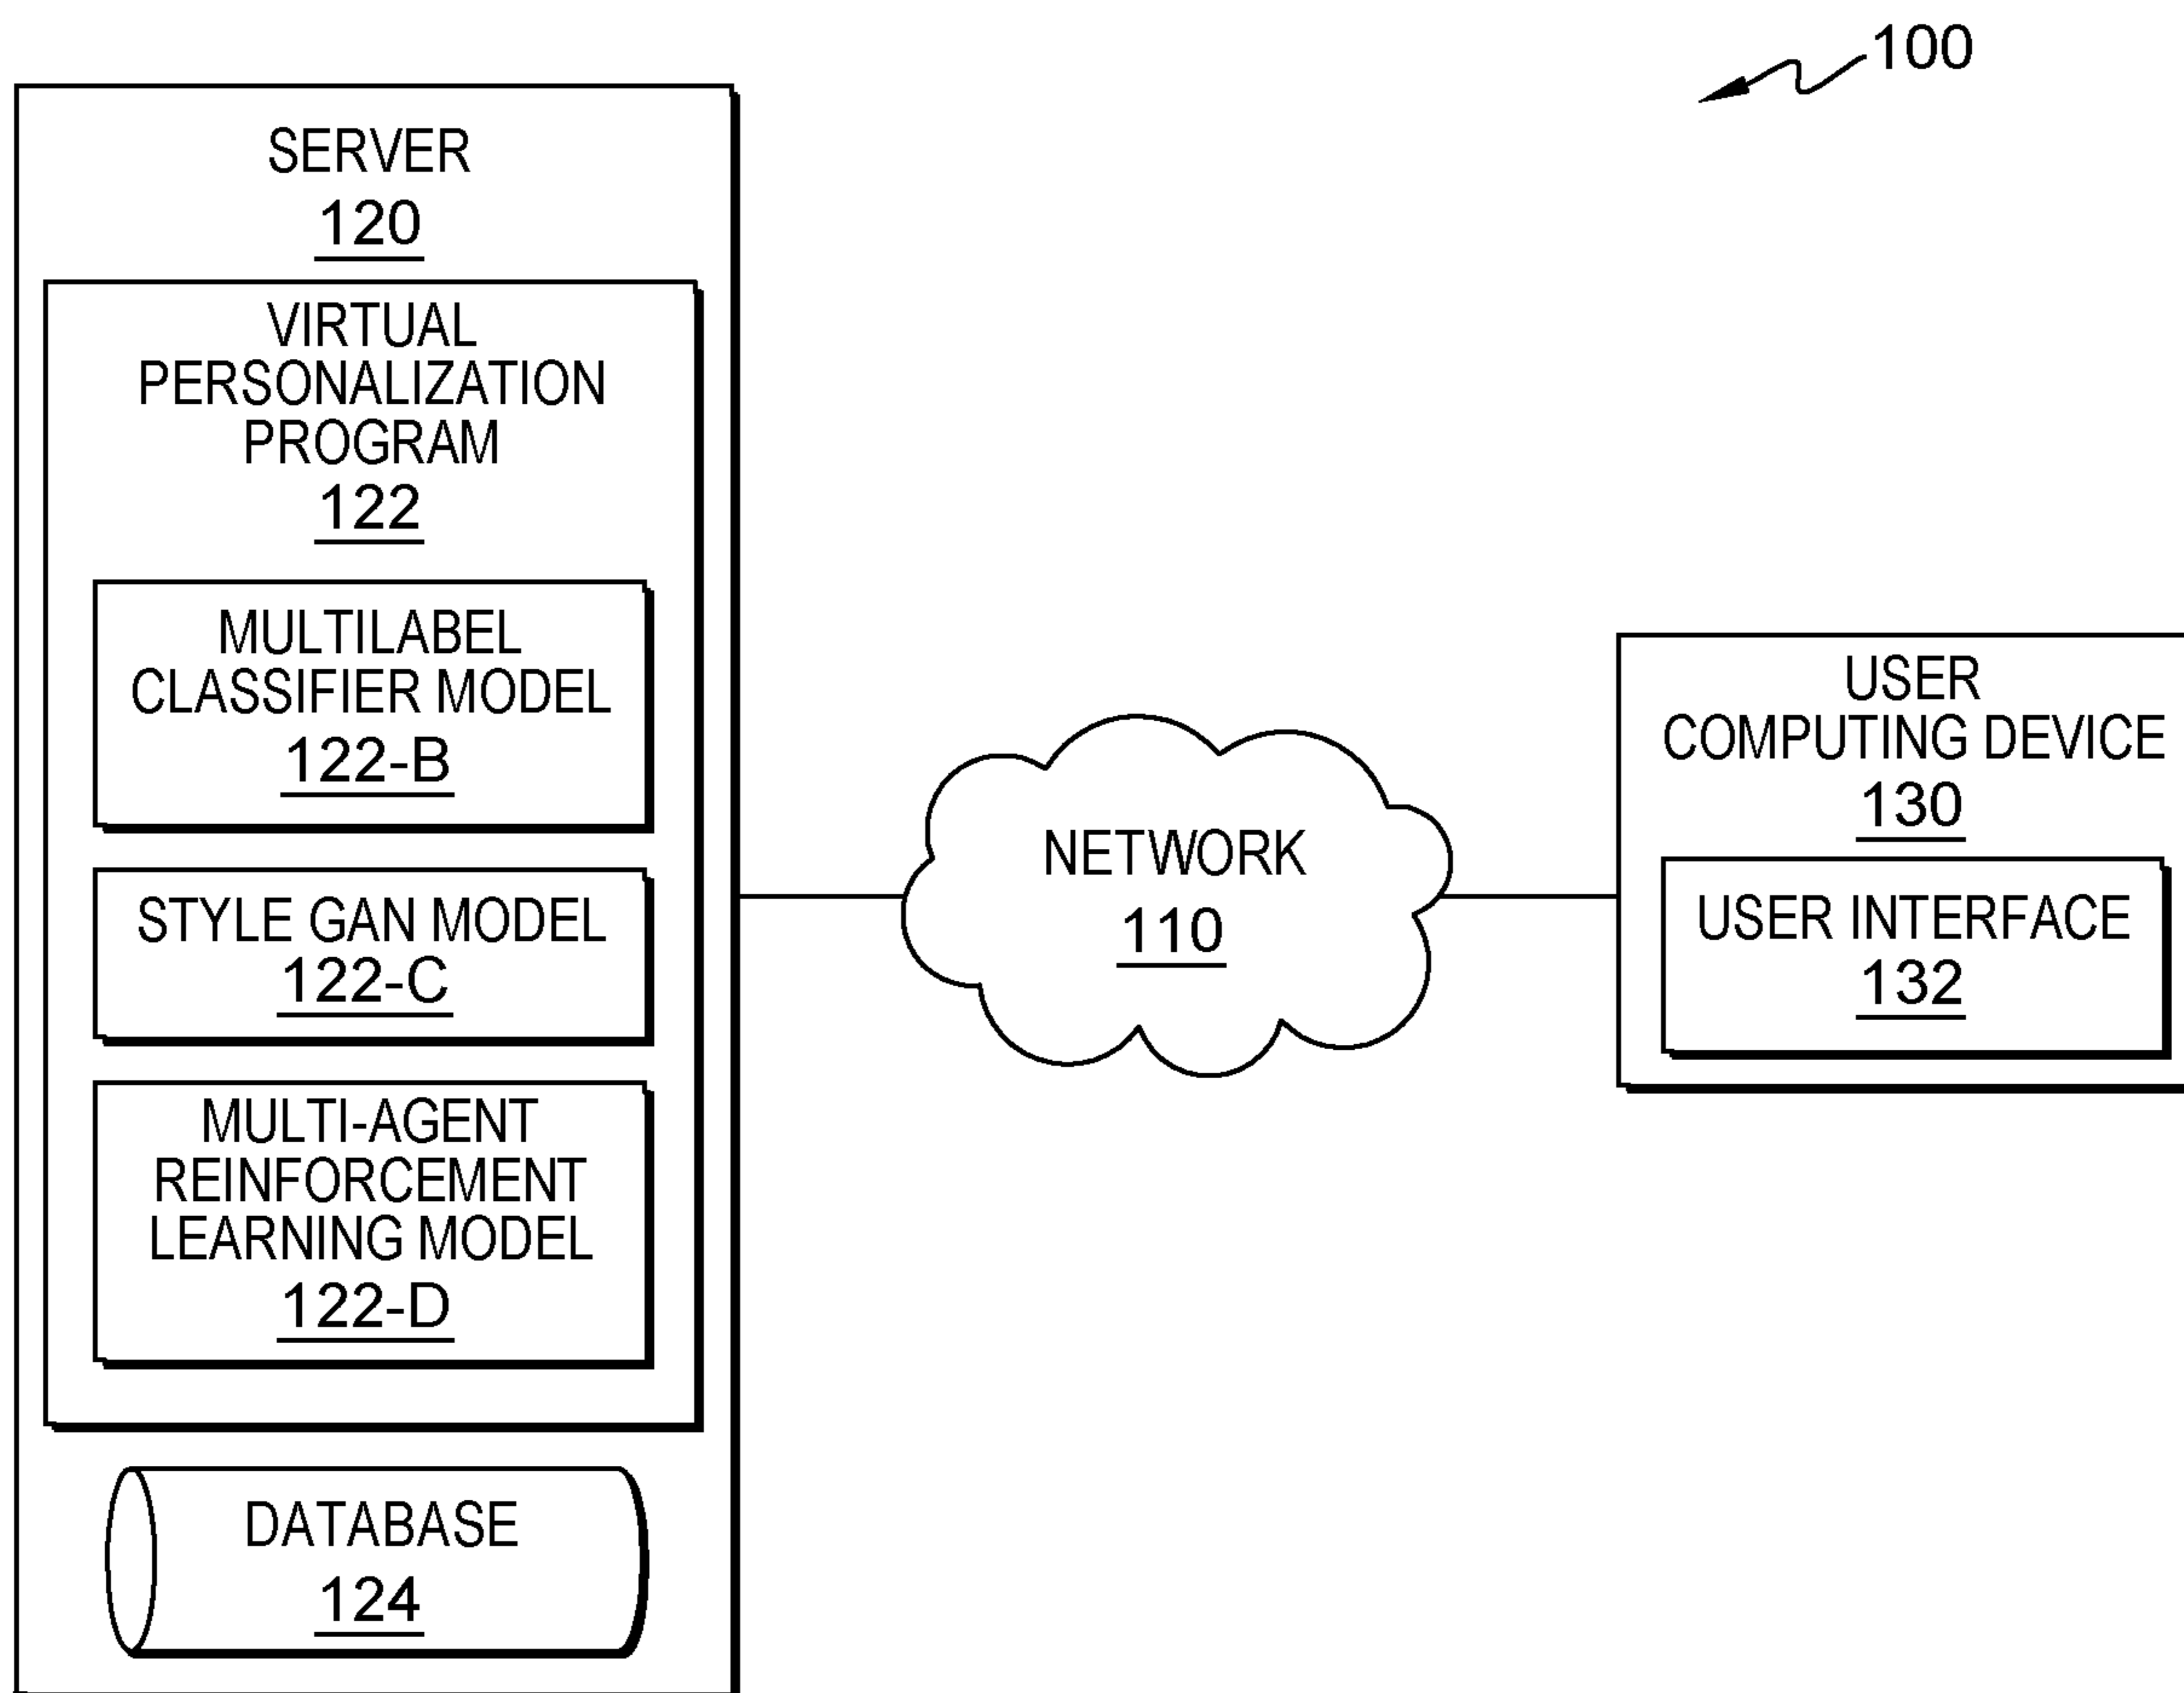 100
SERVER
120
VIRTUAL
PERSONALIZATION
PROGRAM
122
MULTILABEL
CLASSIFIER MODEL
122-B
STYLE GAN MODEL
122-C
MULTI-AGENT
REINFORCEMENT
LEARNING MODEL
122-D
DATABASE
124
NETWORK
110
USER
COMPUTING DEVICE
130
USER INTERFACE
132